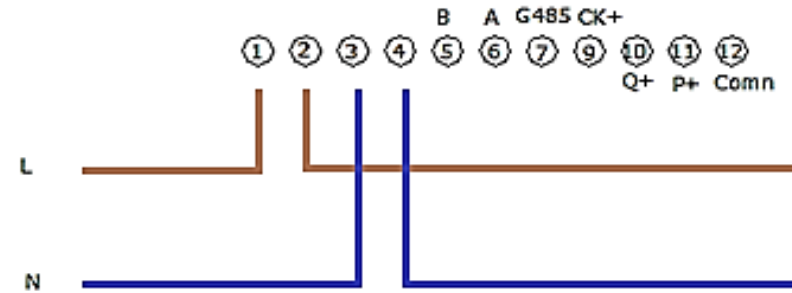 B A G485 CK+
① ② ③ ④ ⑤ ⑥ ⑦ ⑨ ⑩ ⑪ ⑫
Q+ P+ Comn
L
N